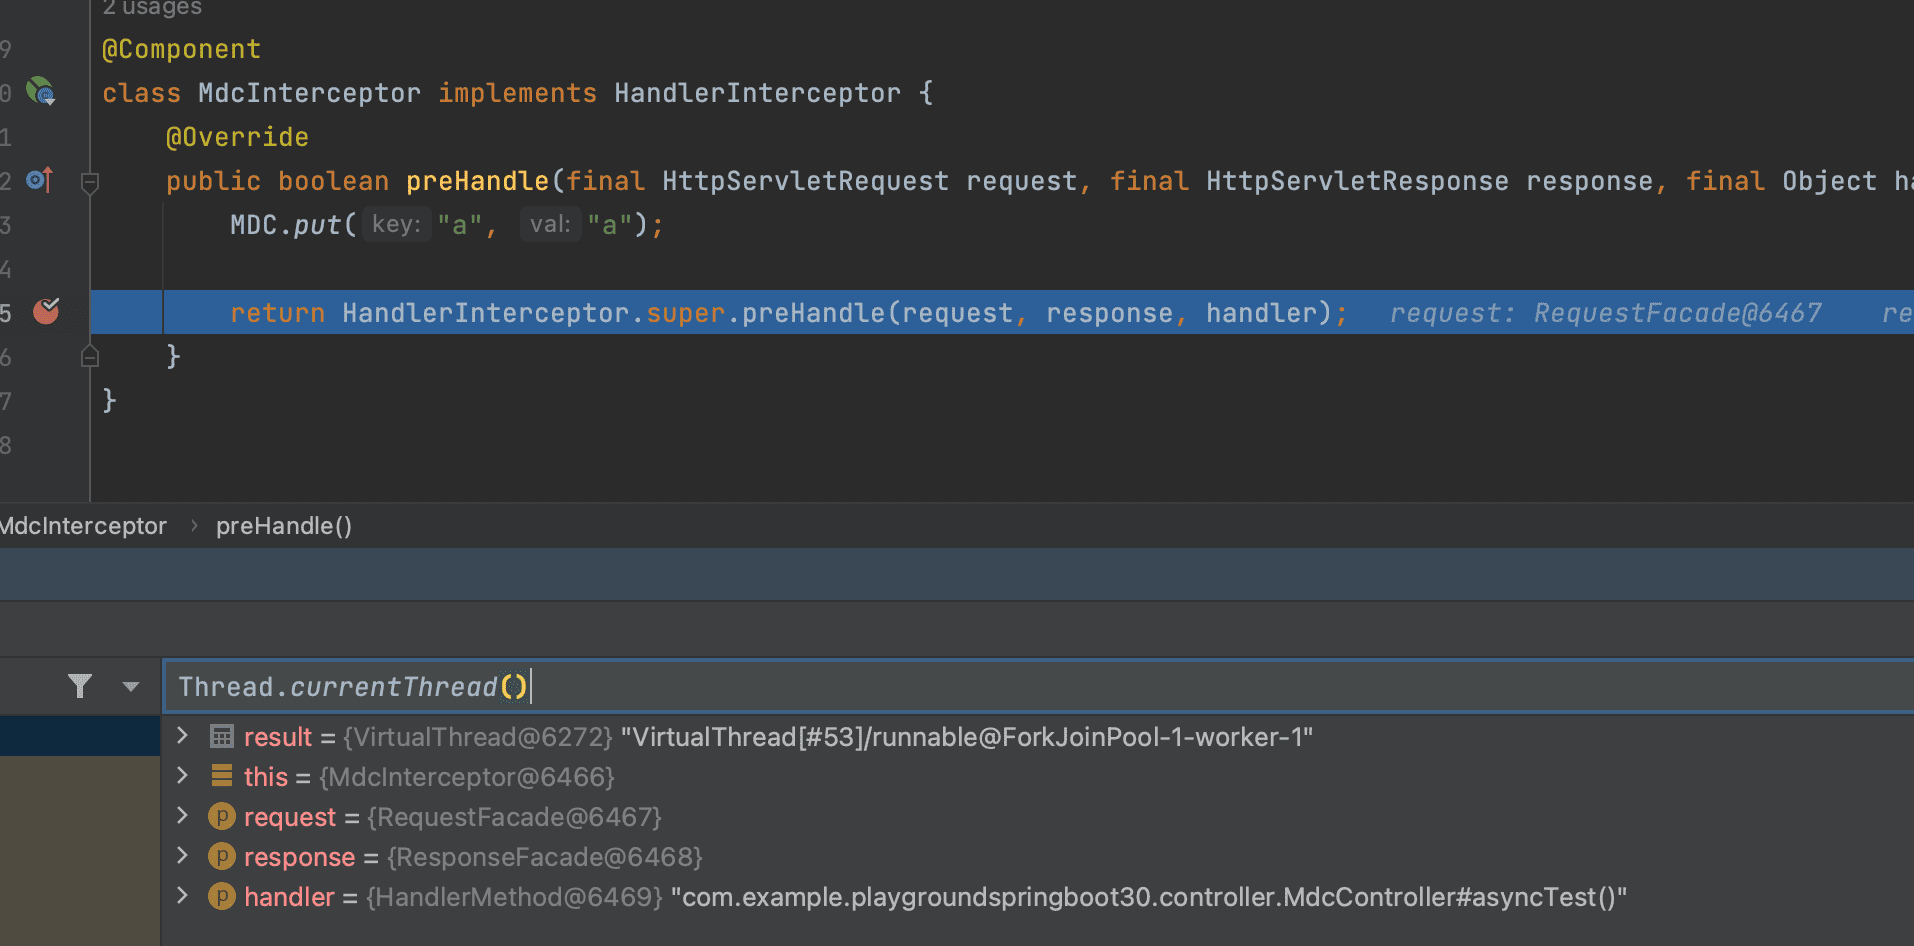 2 usages
9 @Component
0 class MdcInterceptor implements HandlerInterceptor {
1 @Override
2 public boolean preHandle(final HttpServletRequest request, final HttpServletResponse response, final Object ha
3 MDC.put( key: "a", val: "a");
4
5 return HandlerInterceptor.super.preHandle(request, response, handler); request: RequestFacade@6467 re
6 }
7 }
8
MdcInterceptor › preHandle()
Thread.currentThread()
result = {VirtualThread@6272} "VirtualThread[#53]/runnable@ForkJoinPool-1-worker-1"
this = {MdcInterceptor@6466}
p request = {RequestFacade@6467}
p response = {ResponseFacade@6468}
p handler = {HandlerMethod@6469} "com.example.playgroundspringboot30.controller.MdcController#asyncTest()"